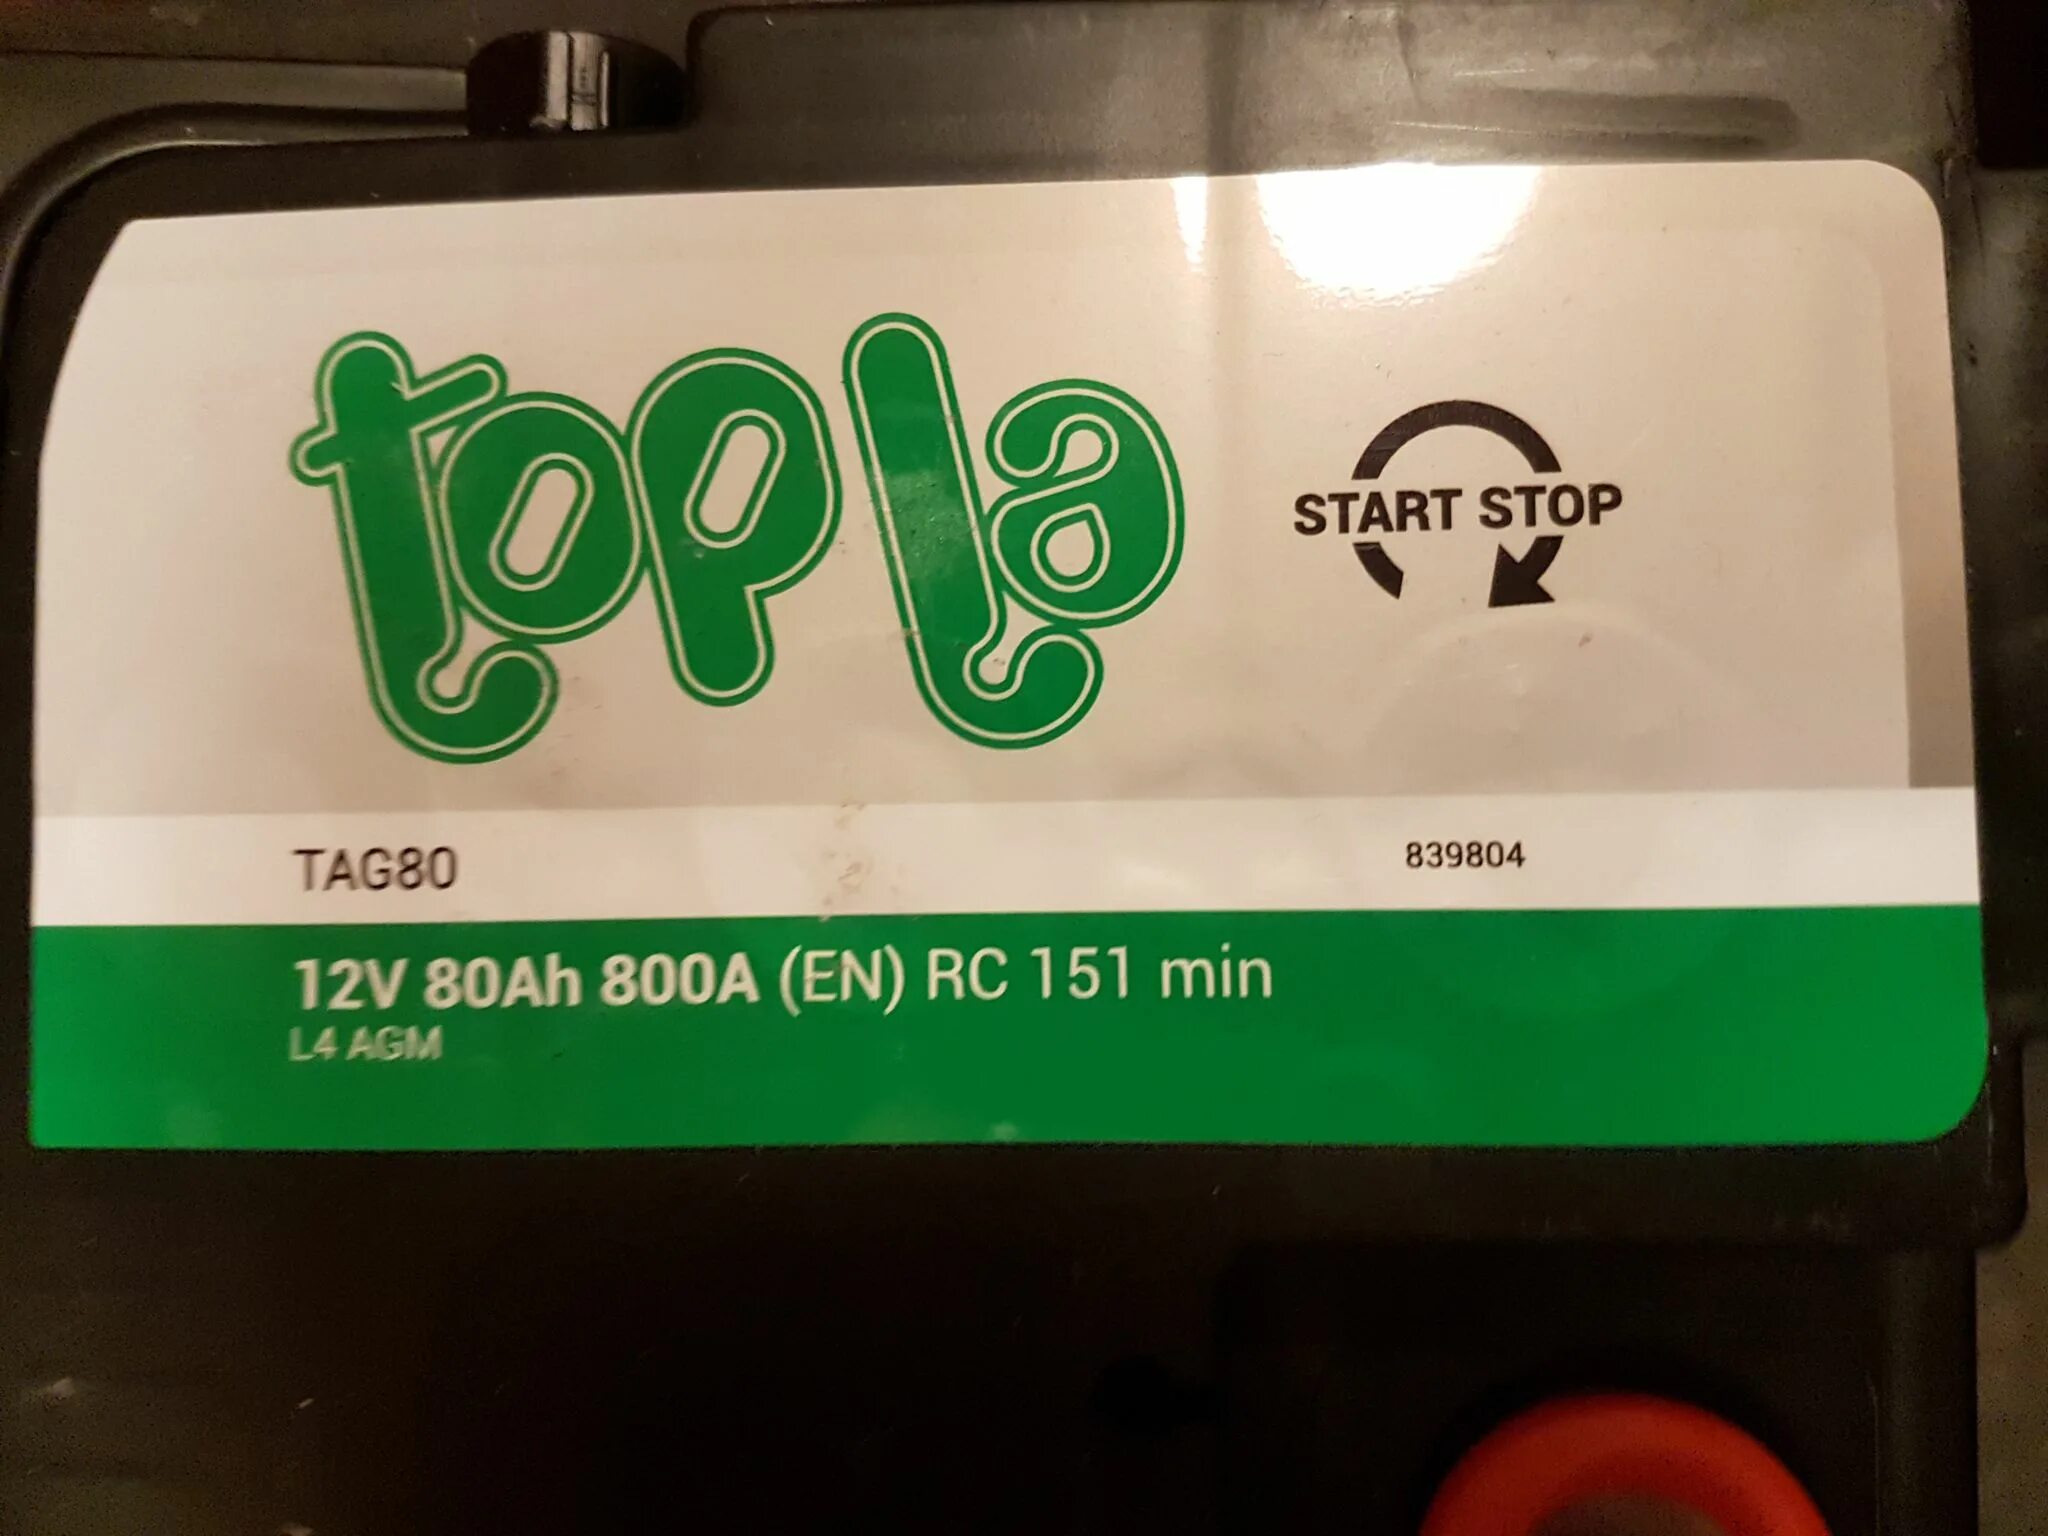 topla
START STOP
TAG80
839804
12V 80Ah 800A (EN) RC 151 min
L4 AGM